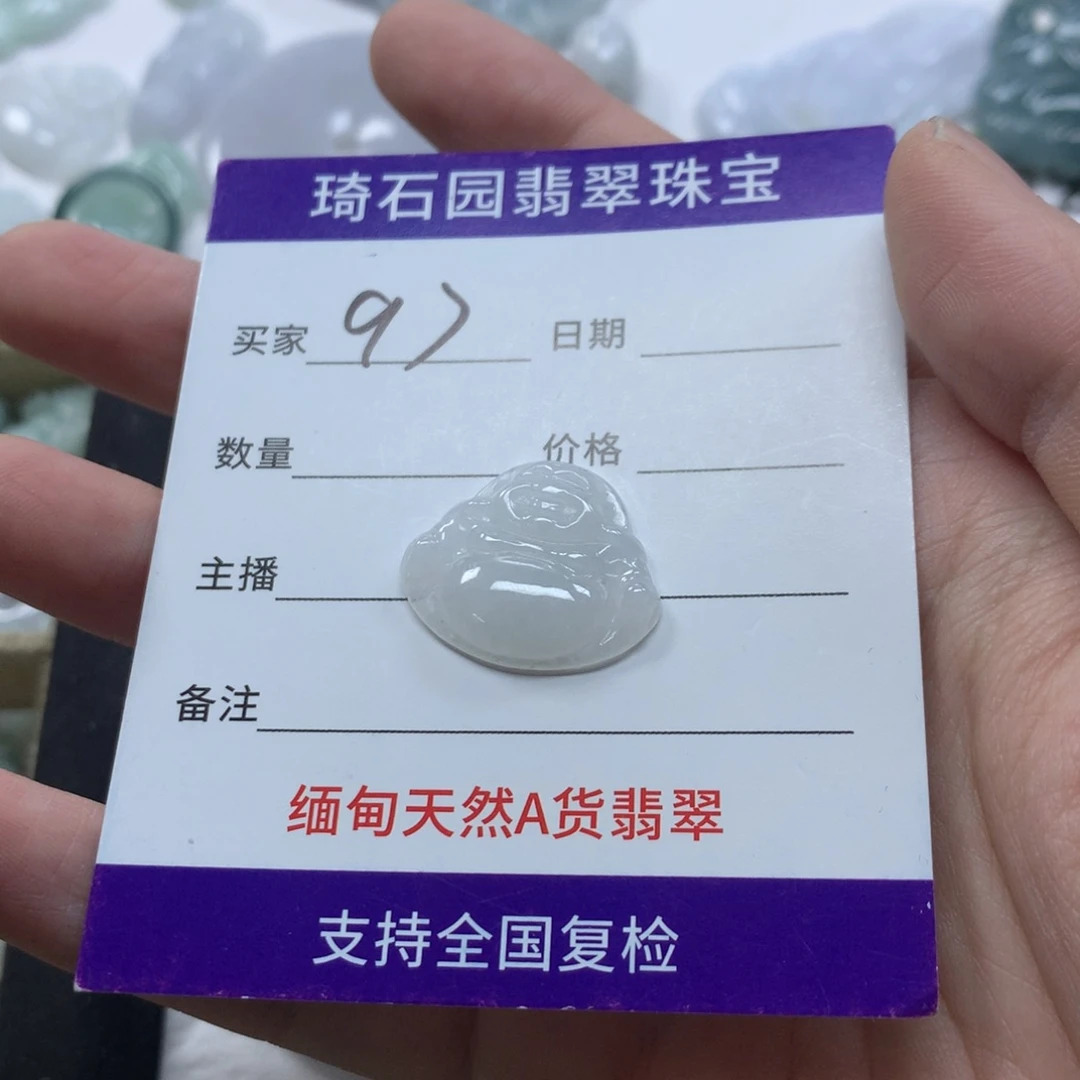 琦石园翡翠珠宝
买家 97 日期
数量 价格
主播
备注
缅甸天然A货翡翠
支持全国复检